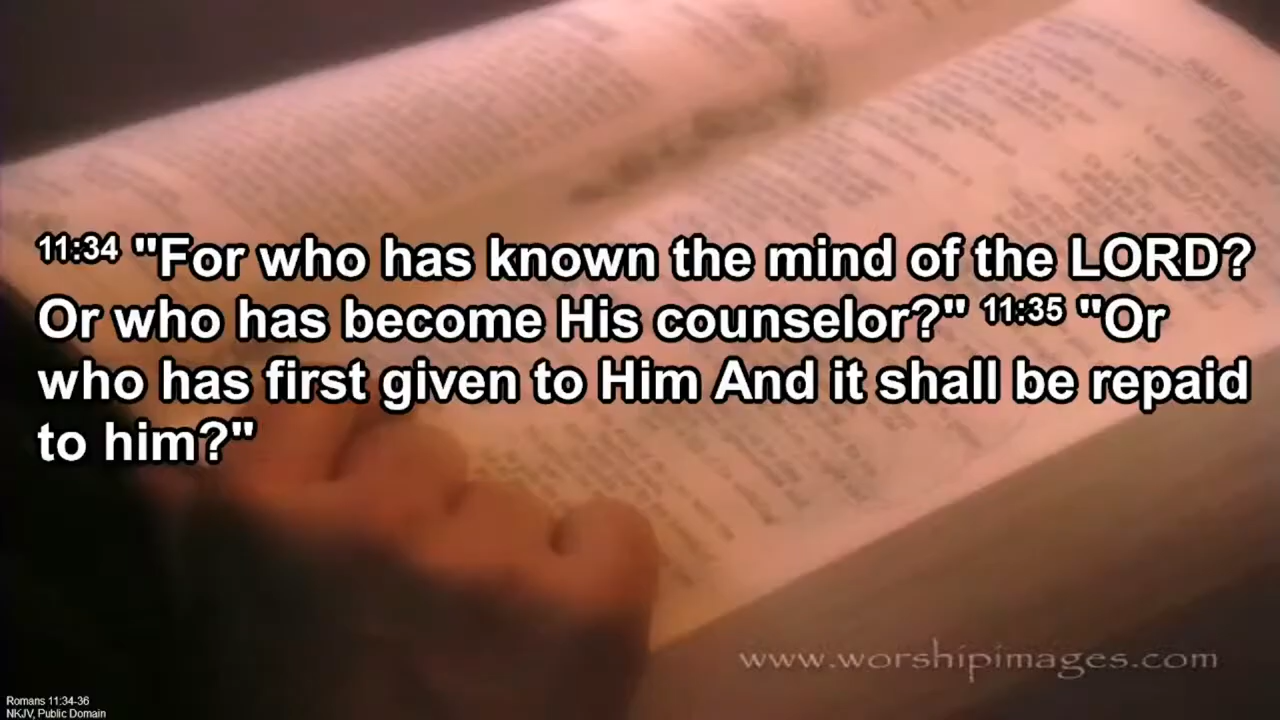 11:34 "For who has known the mind of the LORD?
Or who has become His counselor?" 11:35 "Or
who has first given to Him And it shall be repaid
to him?"
www.worshipimages.com
Romans 11:34-36
NKJV, Public Domain